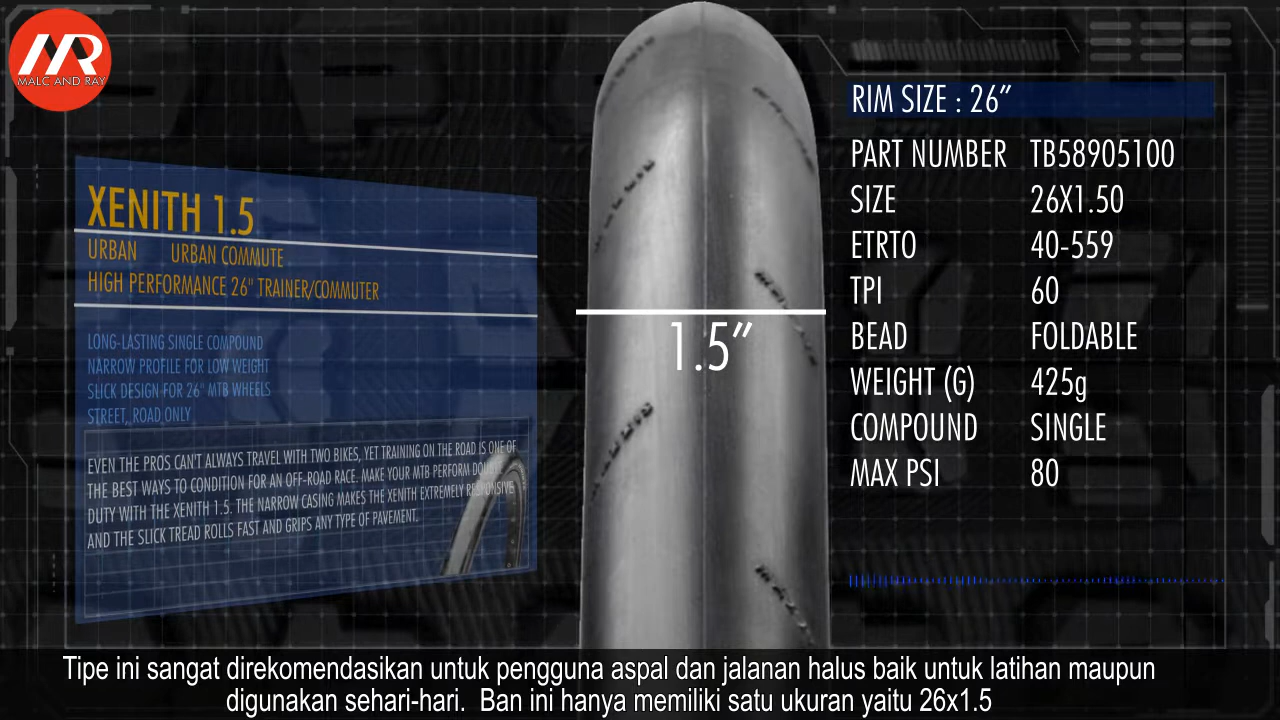 MR
MALC AND RAY
XENITH 1.5
URBAN URBAN COMMUTE
HIGH PERFORMANCE 26" TRAINER/COMMUTER
LONG-LASTING SINGLE COMPOUND
NARROW PROFILE FOR LOW WEIGHT
SLICK DESIGN FOR 26" MTB WHEELS
STREET, ROAD ONLY
EVEN THE PROS CAN'T ALWAYS TRAVEL WITH TWO BIKES, YET TRAINING ON THE ROAD IS ONE OF
THE BEST WAYS TO CONDITION FOR AN OFF-ROAD RACE. MAKE YOUR MTB PERFORM DOUBLE
DUTY WITH THE XENITH 1.5. THE NARROW CASING MAKES THE XENITH EXTREMELY RESPONSIVE
AND THE SLICK TREAD ROLLS FAST AND GRIPS ANY TYPE OF PAVEMENT.
1.5"
RIM SIZE : 26"
PART NUMBER TB58905100
SIZE 26X1.50
ETRTO 40-559
TPI 60
BEAD FOLDABLE
WEIGHT (G) 425g
COMPOUND SINGLE
MAX PSI 80
Tipe ini sangat direkomendasikan untuk pengguna aspal dan jalanan halus baik untuk latihan maupun
digunakan sehari-hari. Ban ini hanya memiliki satu ukuran yaitu 26x1.5